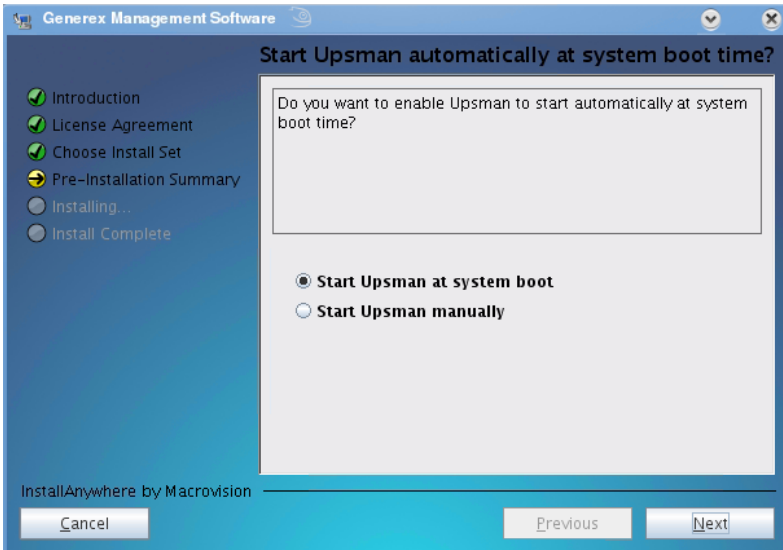 Generex Management Software
Start Upsman automatically at system boot time?
Introduction
License Agreement
Choose Install Set
Pre-Installation Summary
Installing...
Install Complete
Do you want to enable Upsman to start automatically at system
boot time?
Start Upsman at system boot
Start Upsman manually
InstallAnywhere by Macrovision
Cancel
Previous
Next